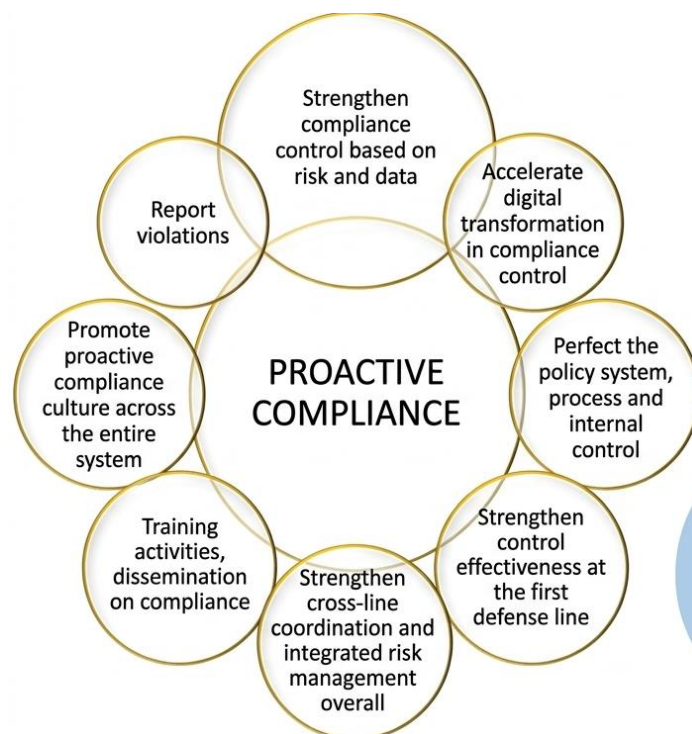 Strengthen
compliance
control based on
risk and data
Accelerate
digital
transformation
in compliance
control
Perfect the
policy system,
process and
internal
control
Strengthen
control
effectiveness at
the first
defense line
Strengthen
cross-line
coordination and
integrated risk
management
overall
Training
activities,
dissemination
on compliance
Promote
proactive
compliance
culture across
the entire
system
Report
violations
PROACTIVE
COMPLIANCE